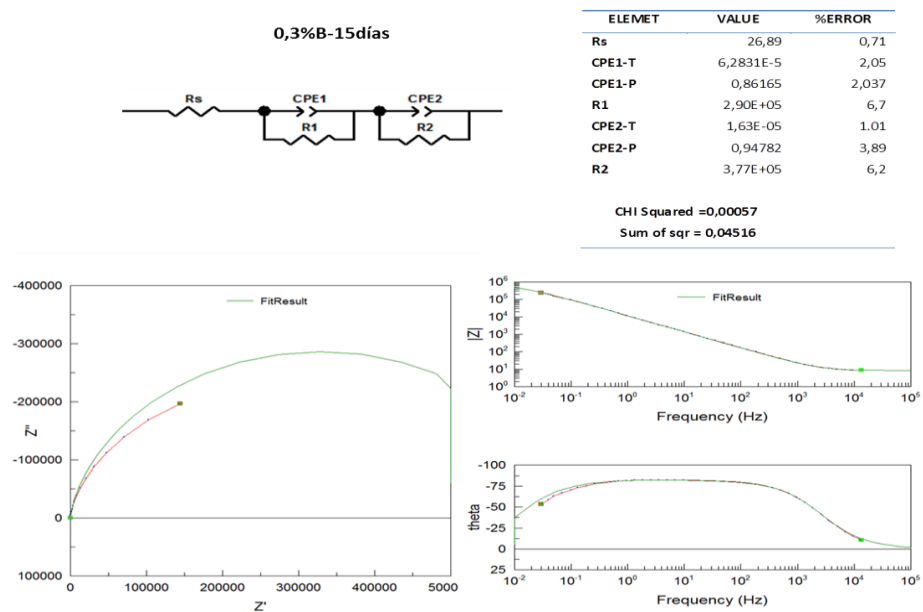 0,3%B-15días
ELEMET VALUE %ERROR
Rs 26,89 0,71
CPE1-T 6,2831E-5 2,05
CPE1-P 0,86165 2,037
R1 2,90E+05 6,7
CPE2-T 1,63E-05 1.01
CPE2-P 0,94782 3,89
R2 3,77E+05 6,2
CHI Squared =0,00057
Sum of sqr = 0,04516
Rs CPE1 CPE2
R1 R2
-400000
-300000
-200000
-100000
0
100000
Z''
FitResult
0 100000 200000 300000 400000 5000
Z'
10^6
10^5
10^4
10^3
10^2
10^1
10^0
|Z|
FitResult
10^-2 10^-1 10^0 10^1 10^2 10^3 10^4 10^5
Frequency (Hz)
-100
-75
-50
-25
0
25
theta
10^-2 10^-1 10^0 10^1 10^2 10^3 10^4 10^5
Frequency (Hz)